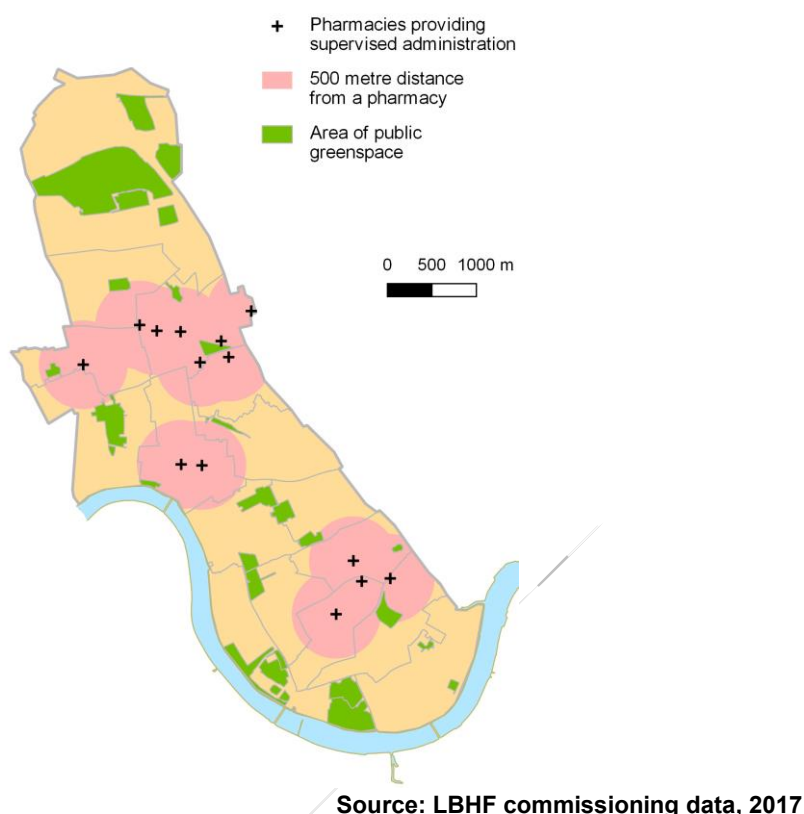 Pharmacies providing
supervised administration
500 metre distance
from a pharmacy
Area of public
greenspace
0 500 1000 m
Source: LBHF commissioning data, 2017